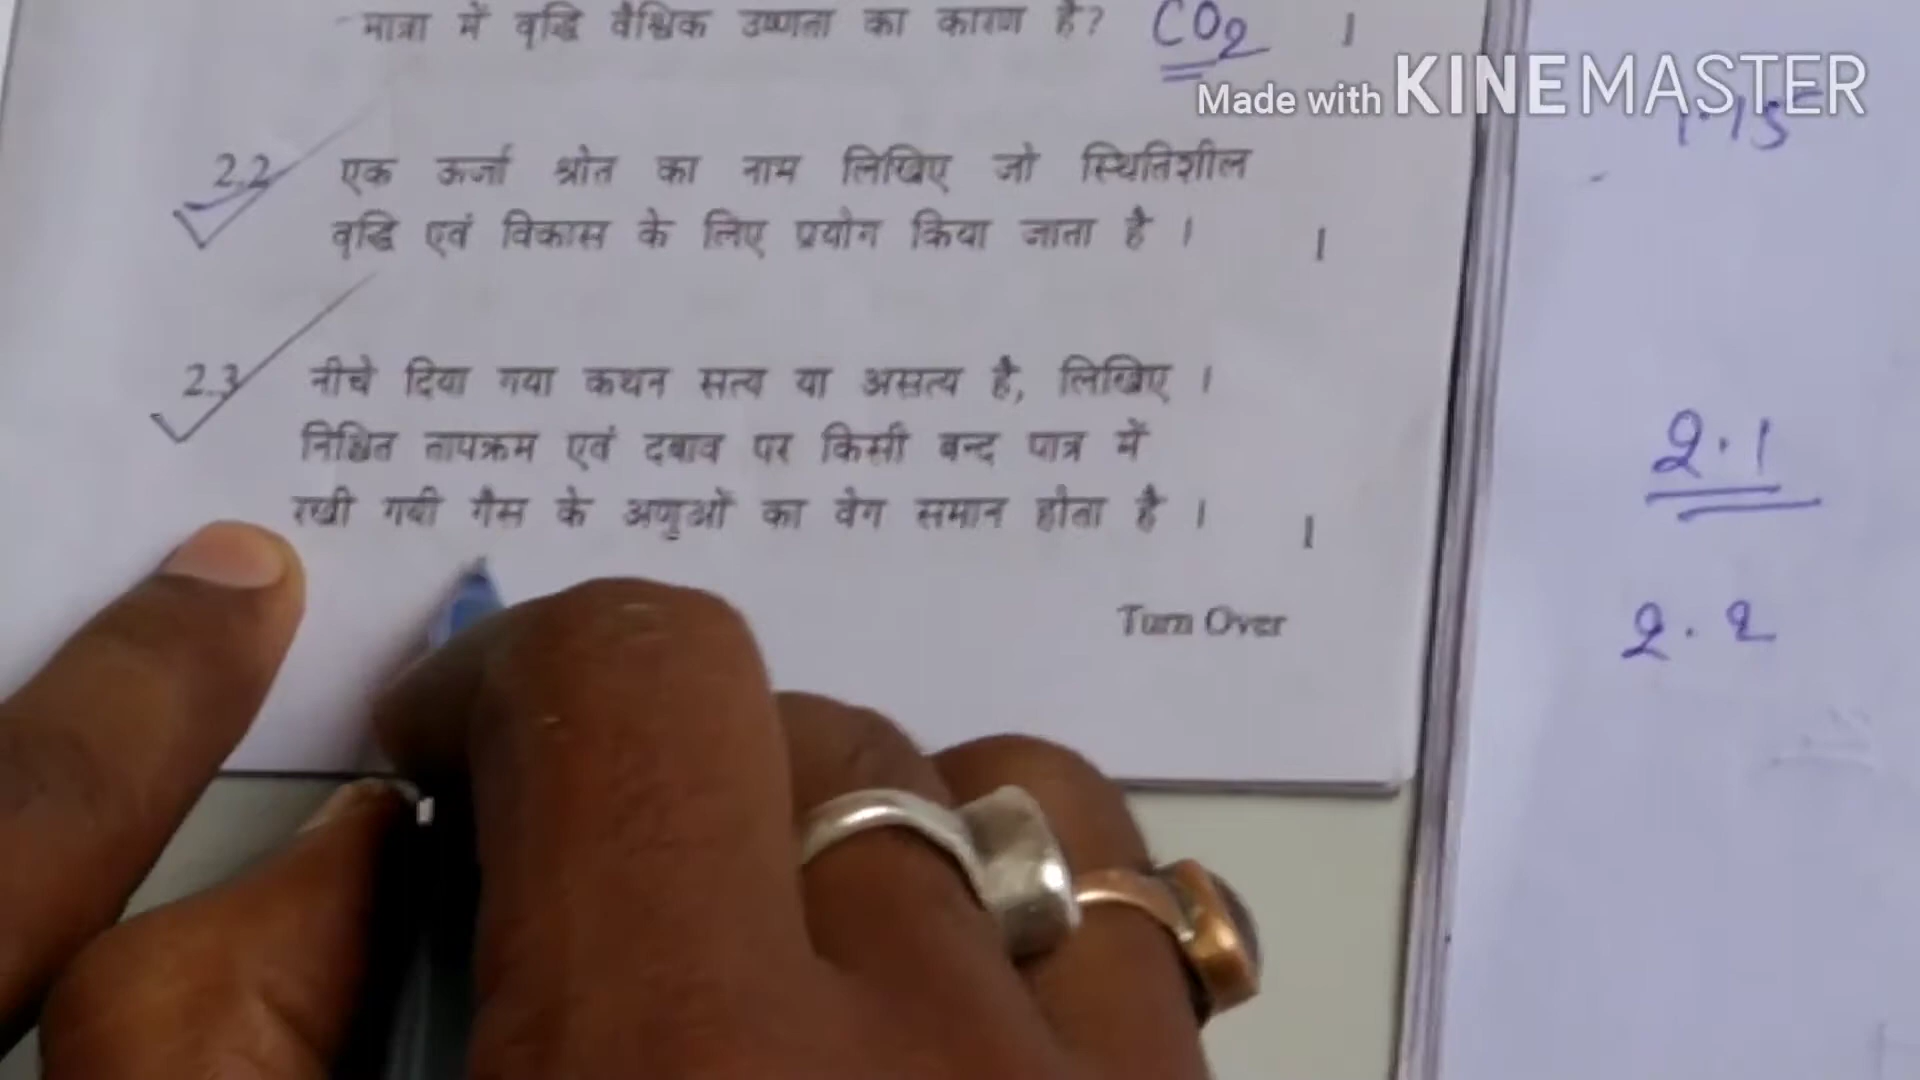 मात्रा में वृद्धि वैश्विक उष्णता का कारण है? CO2 1
Made with KINEMASTER
1.15
2.2 एक ऊर्जा श्रोत का नाम लिखिए जो स्थितिशील
वृद्धि एवं विकास के लिए प्रयोग किया जाता है । 1
2.3 नीचे दिया गया कथन सत्य या असत्य है, लिखिए ।
निश्चित तापक्रम एवं दबाव पर किसी बन्द पात्र में
रखी गयी गैस के अणुओं का वेग समान होता है । 1
Turn Over
2.1
2.2